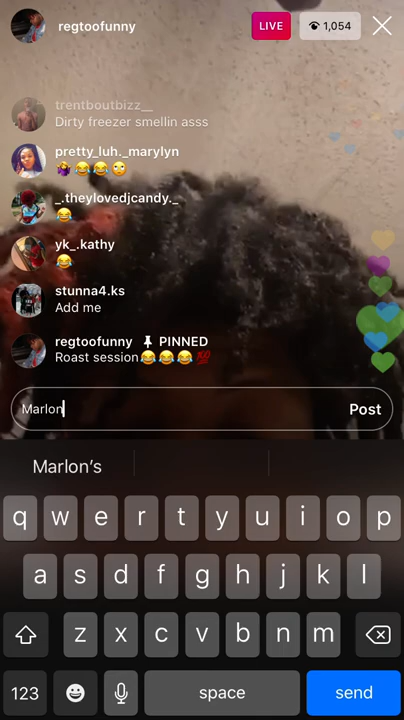 regtoofunny LIVE 1,054
trentboutbizz__
Dirty freezer smellin asss
pretty_luh._marylyn
🤷‍♀️😂😂🙄
_.theylovedjcandy._
😂
yk_.kathy
😂
stunna4.ks
Add me
regtoofunny PINNED
Roast session😂😂😂💯
Marlon Post
Marlon's
q w e r t y u i o p
a s d f g h j k l
z x c v b n m
123 space send